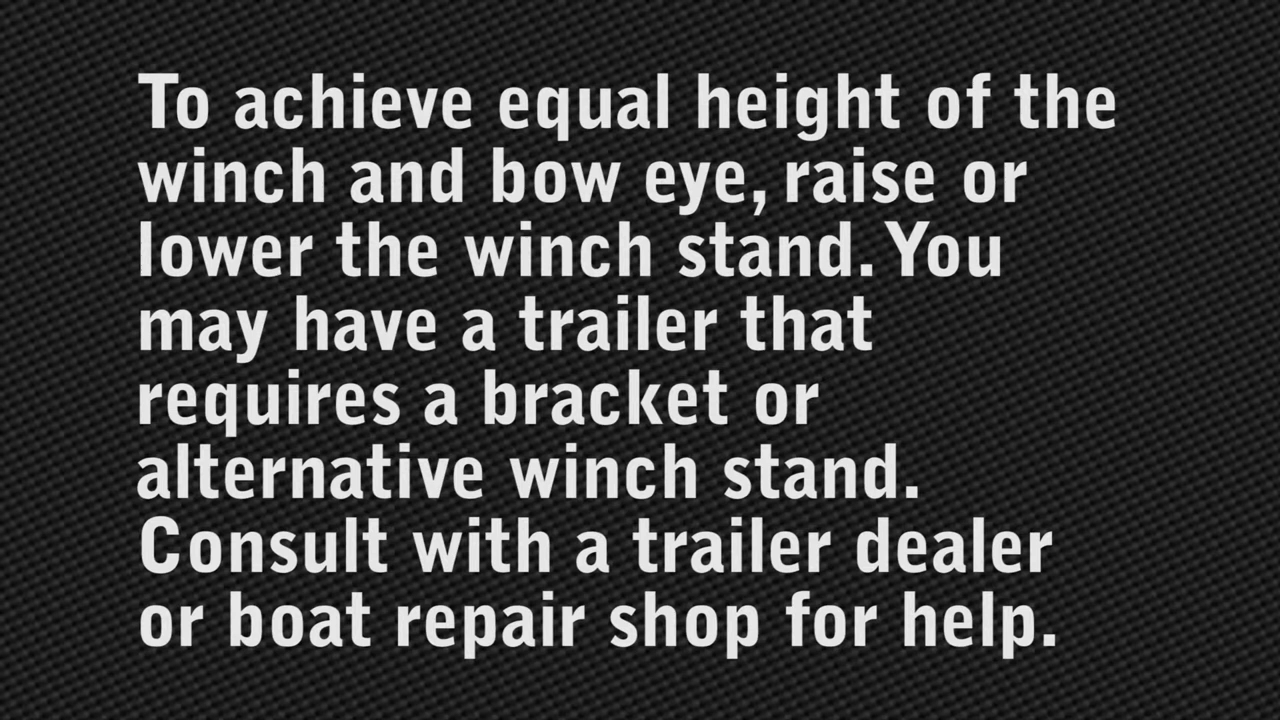 To achieve equal height of the
winch and bow eye, raise or
lower the winch stand. You
may have a trailer that
requires a bracket or
alternative winch stand.
Consult with a trailer dealer
or boat repair shop for help.